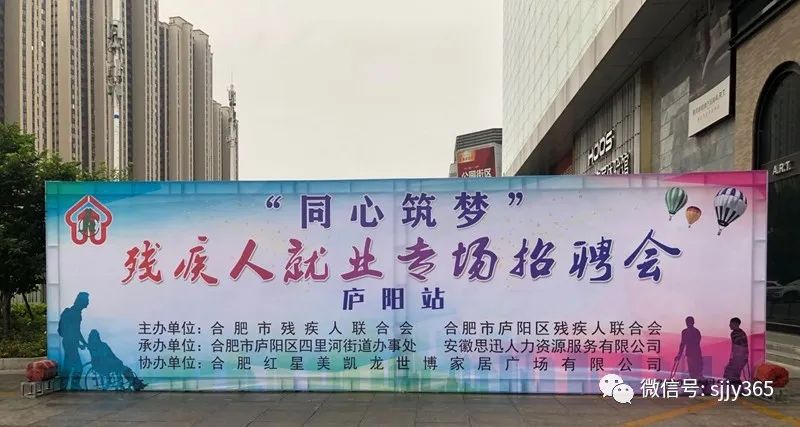 “同心筑梦”
残疾人就业专场招聘会
庐阳站
主办单位：合肥市残疾人联合会 合肥市庐阳区残疾人联合会
承办单位：合肥市庐阳区四里河街道办事处 安徽思迅人力资源服务有限公司
协办单位：合肥红星美凯龙世博家居广场有限公司
HOOS
A.R.T.
公园街区
微信号: sjjy365